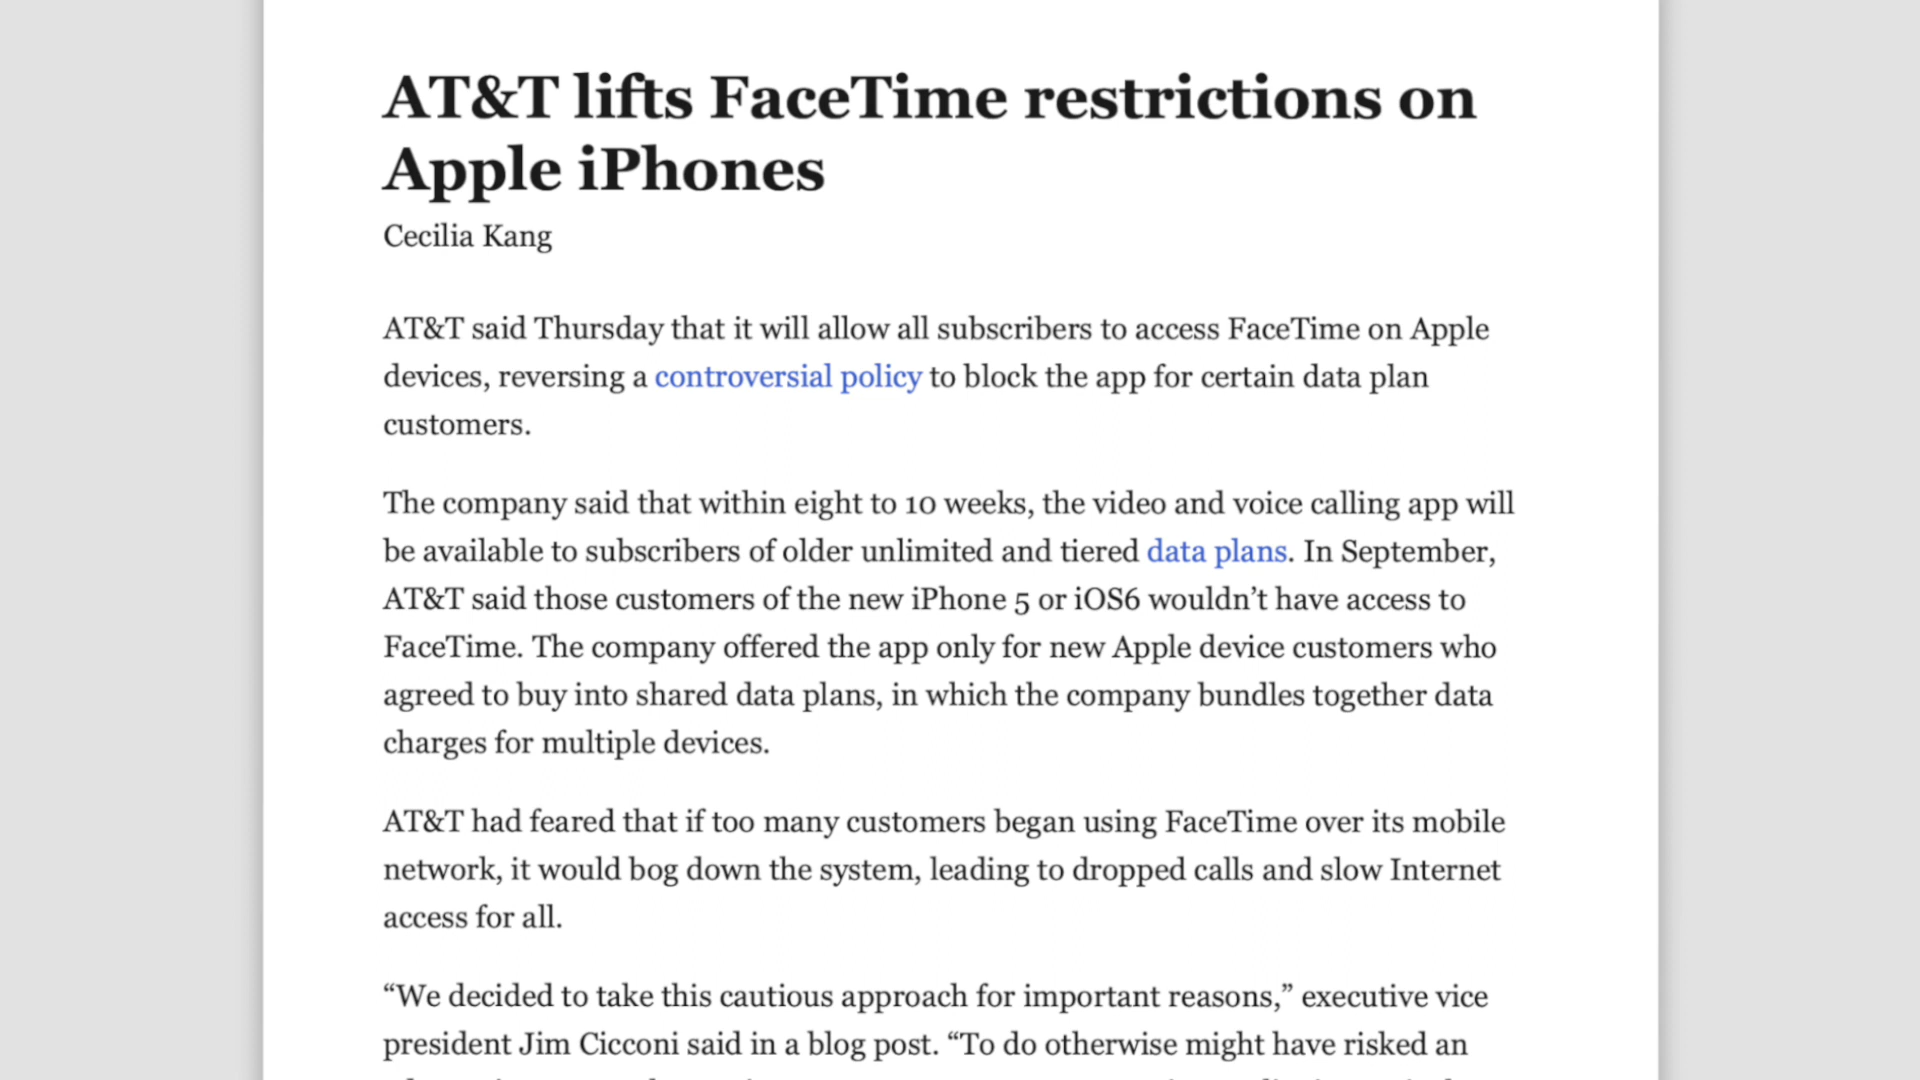 AT&T lifts FaceTime restrictions on
Apple iPhones
Cecilia Kang
AT&T said Thursday that it will allow all subscribers to access FaceTime on Apple
devices, reversing a controversial policy to block the app for certain data plan
customers.
The company said that within eight to 10 weeks, the video and voice calling app will
be available to subscribers of older unlimited and tiered data plans. In September,
AT&T said those customers of the new iPhone 5 or iOS6 wouldn’t have access to
FaceTime. The company offered the app only for new Apple device customers who
agreed to buy into shared data plans, in which the company bundles together data
charges for multiple devices.
AT&T had feared that if too many customers began using FaceTime over its mobile
network, it would bog down the system, leading to dropped calls and slow Internet
access for all.
“We decided to take this cautious approach for important reasons,” executive vice
president Jim Cicconi said in a blog post. “To do otherwise might have risked an